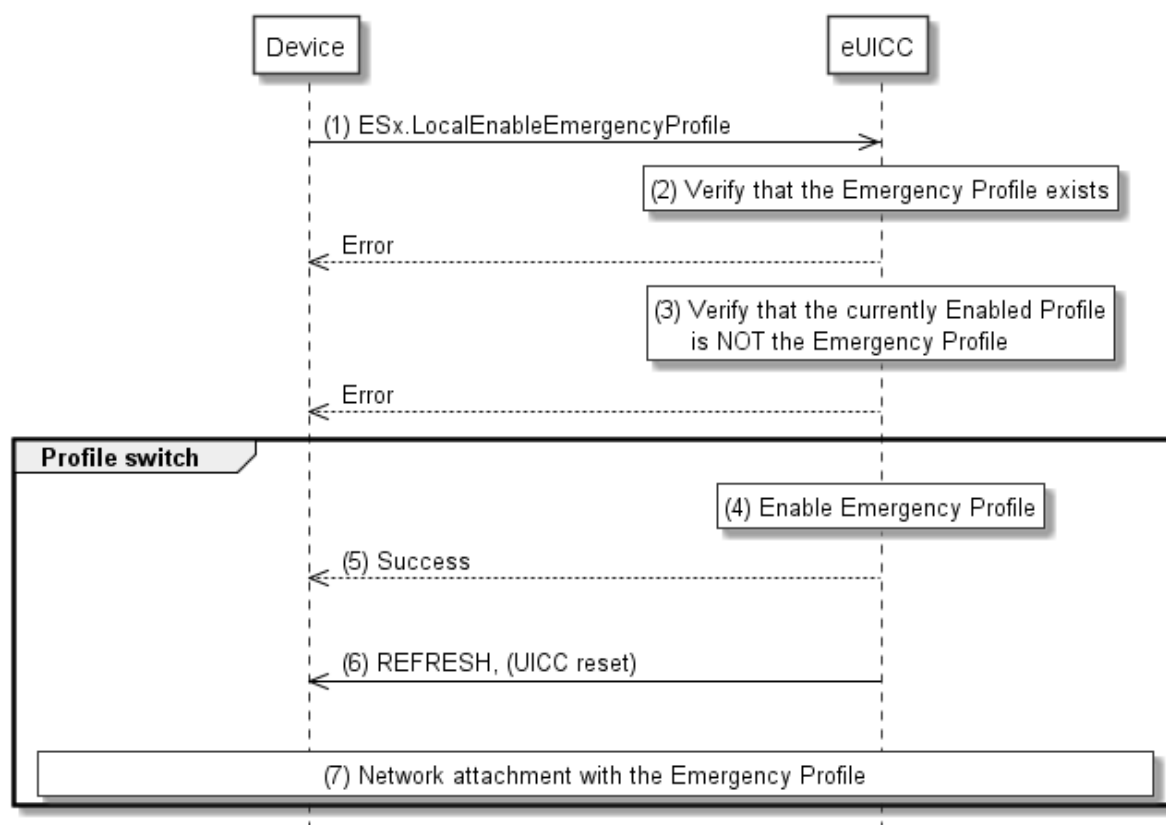 Device
eUICC
(1) ESx.LocalEnableEmergencyProfile
(2) Verify that the Emergency Profile exists
Error
(3) Verify that the currently Enabled Profile
is NOT the Emergency Profile
Error
Profile switch
(4) Enable Emergency Profile
(5) Success
(6) REFRESH, (UICC reset)
(7) Network attachment with the Emergency Profile